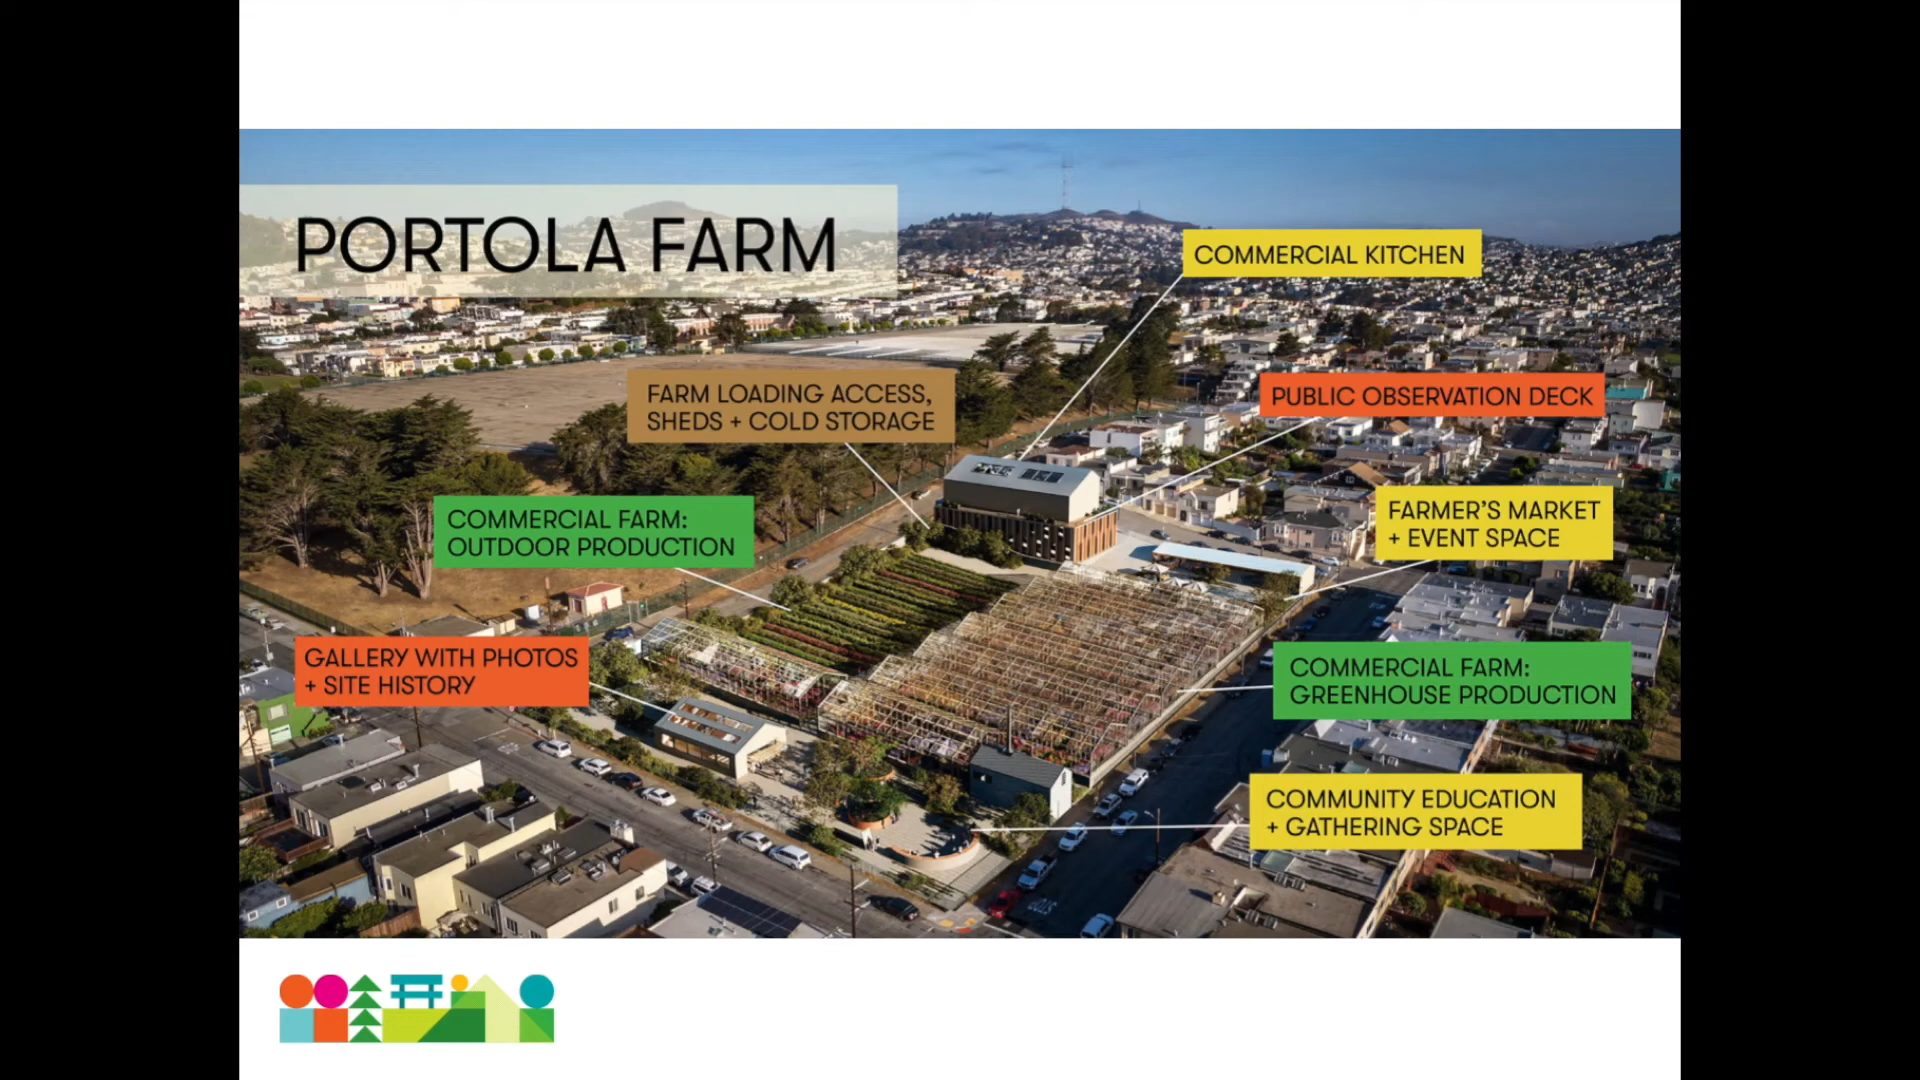 PORTOLA FARM
COMMERCIAL KITCHEN
FARM LOADING ACCESS,
SHEDS + COLD STORAGE
PUBLIC OBSERVATION DECK
COMMERCIAL FARM:
OUTDOOR PRODUCTION
FARMER'S MARKET
+ EVENT SPACE
GALLERY WITH PHOTOS
+ SITE HISTORY
COMMERCIAL FARM:
GREENHOUSE PRODUCTION
COMMUNITY EDUCATION
+ GATHERING SPACE